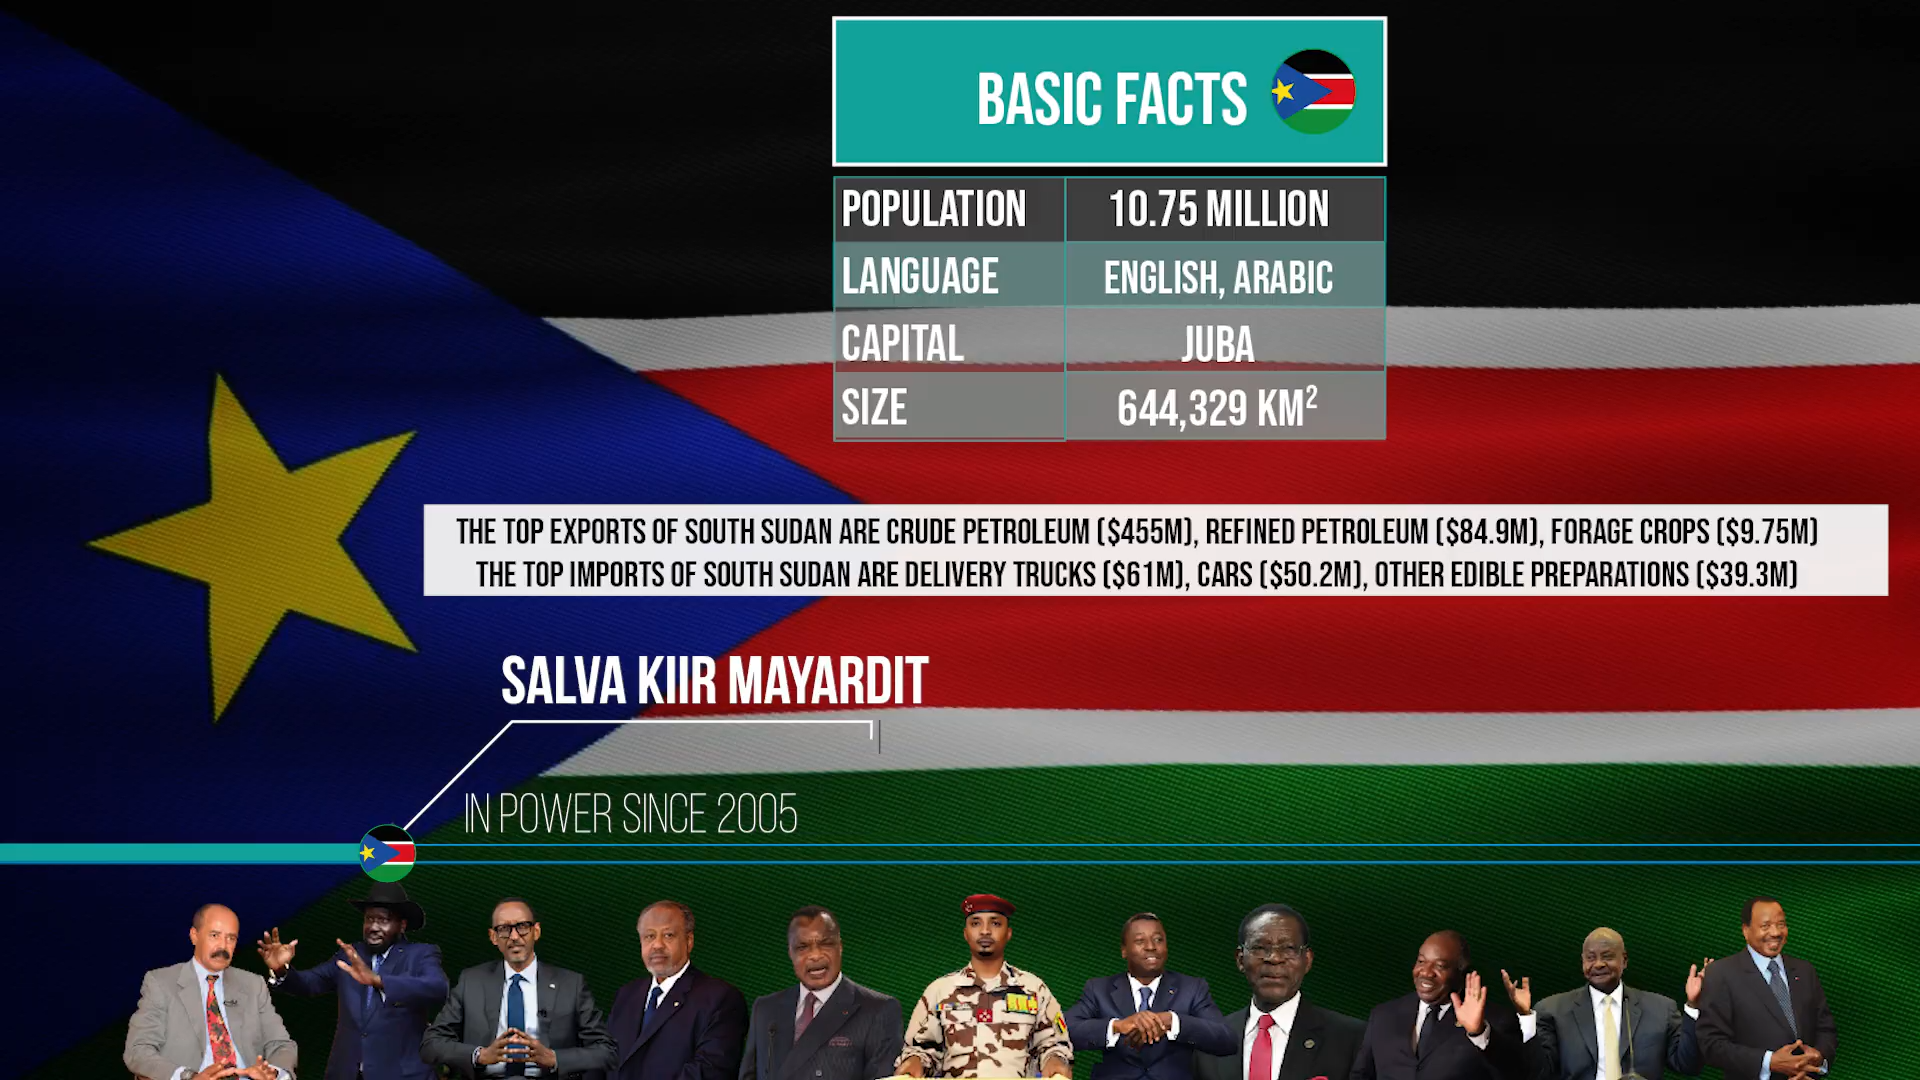 BASIC FACTS
POPULATION 10.75 MILLION
LANGUAGE ENGLISH, ARABIC
CAPITAL JUBA
SIZE 644,329 KM²
THE TOP EXPORTS OF SOUTH SUDAN ARE CRUDE PETROLEUM ($455M), REFINED PETROLEUM ($84.9M), FORAGE CROPS ($9.75M)
THE TOP IMPORTS OF SOUTH SUDAN ARE DELIVERY TRUCKS ($61M), CARS ($50.2M), OTHER EDIBLE PREPARATIONS ($39.3M)
SALVA KIIR MAYARDIT
IN POWER SINCE 2005